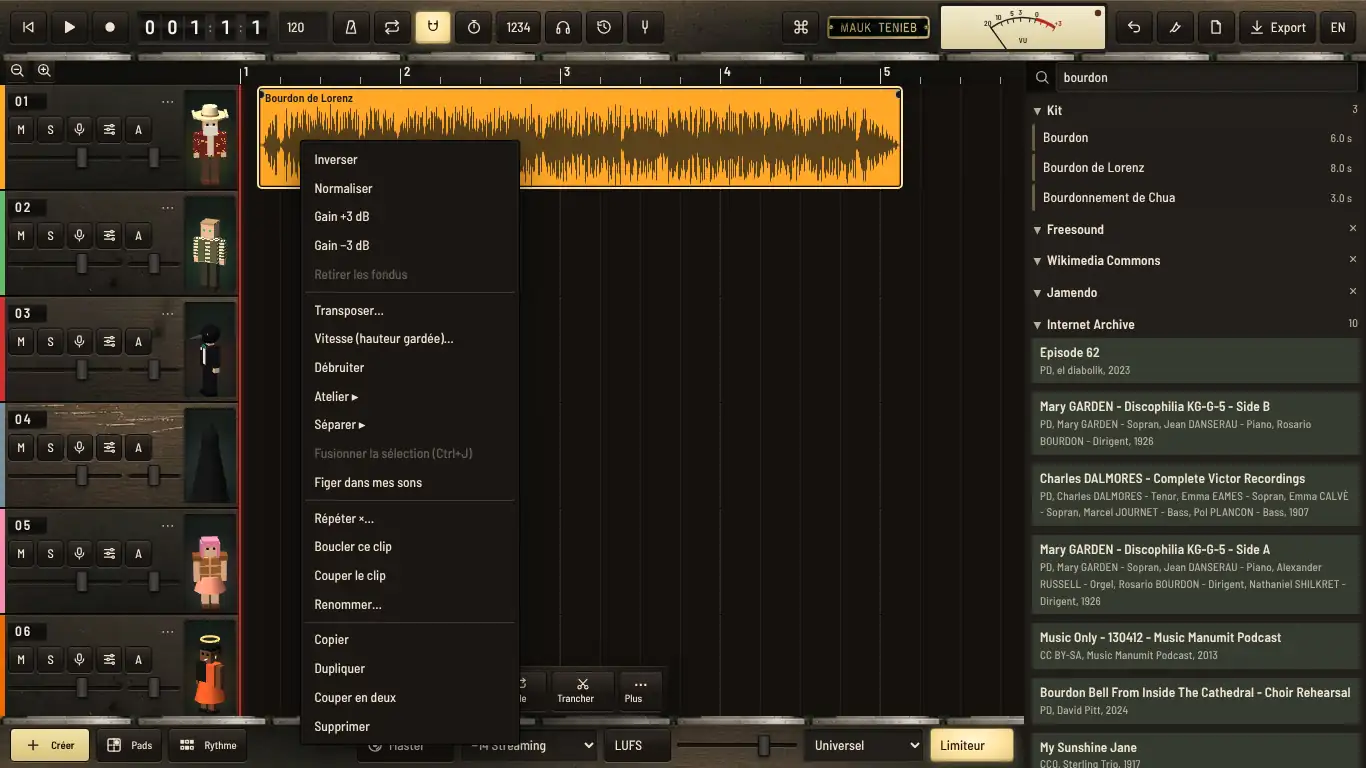 001:1:1
120
1234
MAUK TENIEB
20
10
5
3
0
+3
VU
Export
EN
1
2
3
4
5
bourdon
01
M
S
A
Bourdon de Lorenz
02
M
S
A
03
M
S
A
04
M
S
A
05
M
S
A
06
M
S
A
Inverser
Normaliser
Gain +3 dB
Gain −3 dB
Retirer les fondus
Transposer...
Vitesse (hauteur gardée)...
Débruiter
Atelier ▸
Séparer ▸
Fusionner la sélection (Ctrl+J)
Figer dans mes sons
Répéter ×...
Boucler ce clip
Couper le clip
Renommer...
Copier
Dupliquer
Couper en deux
Supprimer
Trancher
Plus
Kit
3
Bourdon
6.0 s
Bourdon de Lorenz
8.0 s
Bourdonnement de Chua
3.0 s
Freesound
Wikimedia Commons
Jamendo
Internet Archive
10
Episode 62
PD, el diabolik, 2023
Mary GARDEN - Discophilia KG-G-5 - Side B
PD, Mary GARDEN - Sopran, Jean DANSERAU - Piano, Rosario
BOURDON - Dirigent, 1926
Charles DALMORES - Complete Victor Recordings
PD, Charles DALMORES - Tenor, Emma EAMES - Sopran, Emma CALVÉ
- Sopran, Marcel JOURNET - Bass, Pol PLANCON - Bass, 1907
Mary GARDEN - Discophilia KG-G-5 - Side A
PD, Mary GARDEN - Sopran, Jean DANSERAU - Piano, Alexander
RUSSELL - Orgel, Rosario BOURDON - Dirigent, Nathaniel SHILKRET -
Dirigent, 1926
Music Only - 130412 - Music Manumit Podcast
CC BY-SA, Music Manumit Podcast, 2013
Bourdon Bell From Inside The Cathedral - Choir Rehearsal
PD, David Pitt, 2024
My Sunshine Jane
CC0, Sterling Trio, 1917
Créer
Pads
Rythme
Master
−14 Streaming
LUFS
Universel
Limiteur